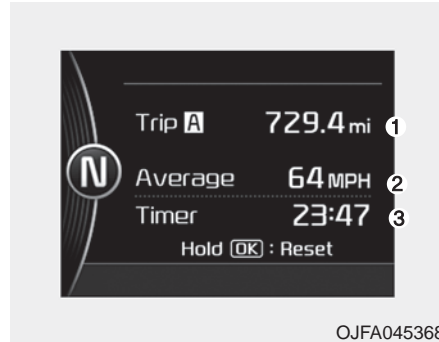 Trip A 729.4 mi 1
N
Average 64 MPH 2
Timer 23:47 3
Hold OK : Reset
OJFA045368